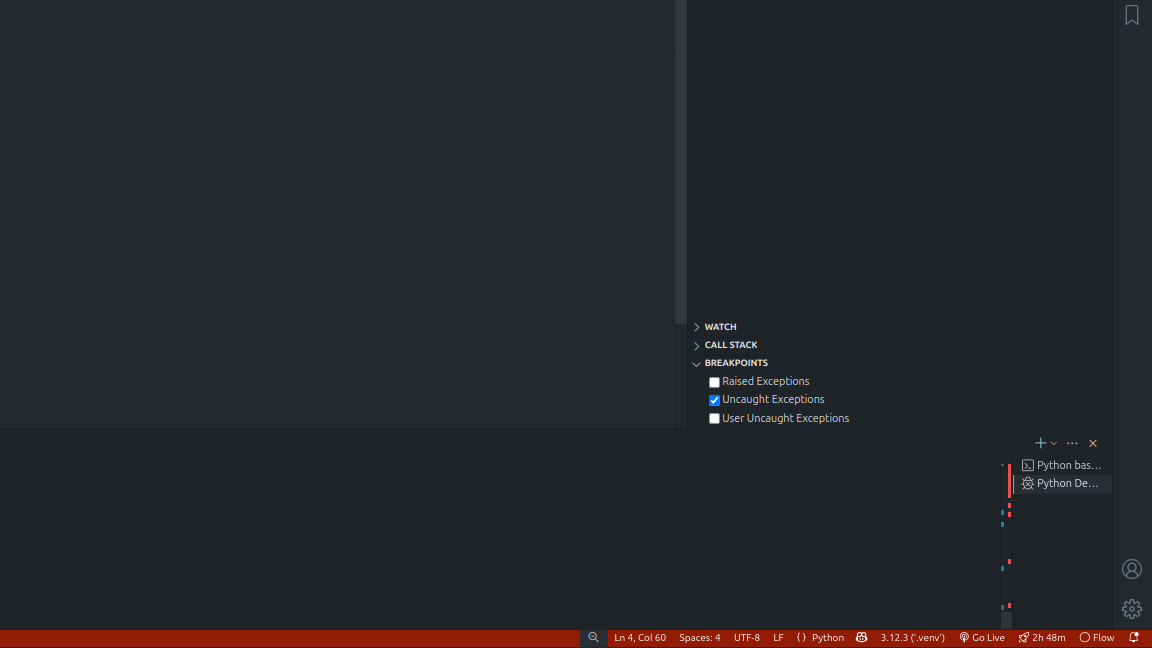 WATCH
CALL STACK
BREAKPOINTS
Raised Exceptions
Uncaught Exceptions
User Uncaught Exceptions
Python bas...
Python De...
Ln 4, Col 60 Spaces: 4 UTF-8 LF {} Python 3.12.3 ('.venv') Go Live 2h 48m Flow